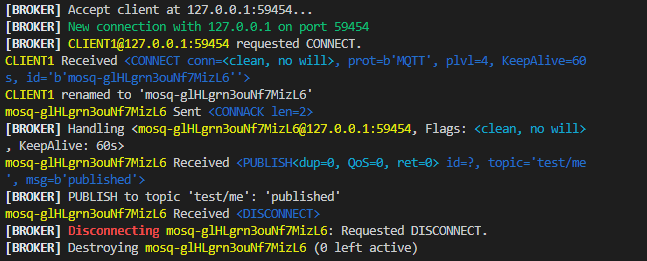 [BROKER] Accept client at 127.0.0.1:59454...
[BROKER] New connection with 127.0.0.1 on port 59454
[BROKER] CLIENT1@127.0.0.1:59454 requested CONNECT.
CLIENT1 Received <CONNECT conn=<clean, no will>, prot=b'MQTT', plvl=4, KeepAlive=60
s, id='b'mosq-glHLgrn3ouNf7MizL6''>
CLIENT1 renamed to 'mosq-glHLgrn3ouNf7MizL6'
mosq-glHLgrn3ouNf7MizL6 Sent <CONNACK len=2>
[BROKER] Handling <mosq-glHLgrn3ouNf7MizL6@127.0.0.1:59454, Flags: <clean, no will>
, KeepAlive: 60s>
mosq-glHLgrn3ouNf7MizL6 Received <PUBLISH<dup=0, QoS=0, ret=0> id=?, topic='test/me
', msg=b'published'>
[BROKER] PUBLISH to topic 'test/me': 'published'
mosq-glHLgrn3ouNf7MizL6 Received <DISCONNECT>
[BROKER] Disconnecting mosq-glHLgrn3ouNf7MizL6: Requested DISCONNECT.
[BROKER] Destroying mosq-glHLgrn3ouNf7MizL6 (0 left active)